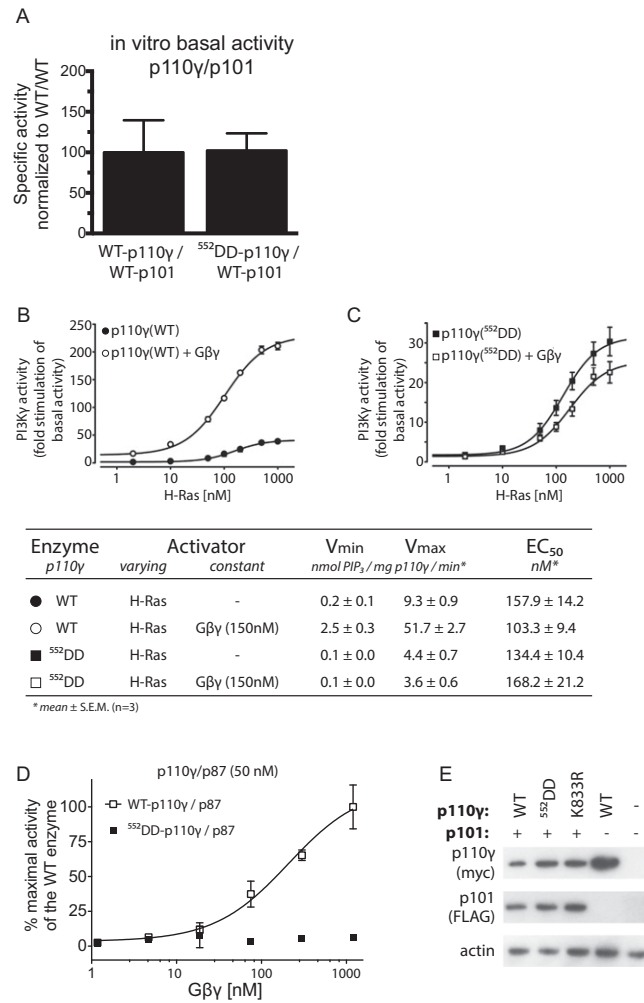 A
in vitro basal activity
p110γ/p101
Specific activity
normalized to WT/WT
200
150
100
50
0
WT-p110γ /
WT-p101
⁵⁵²DD-p110γ /
WT-p101
B
PI3Kγ activity
(fold stimulation of
basal activity)
p110γ(WT)
p110γ(WT) + Gβγ
250
200
150
100
50
0
1 10 100 1000
H-Ras [nM]
C
PI3Kγ activity
(fold stimulation of
basal activity)
p110γ(⁵⁵²DD)
p110γ(⁵⁵²DD) + Gβγ
30
20
10
0
1 10 100 1000
H-Ras [nM]
Enzyme Activator Vmin Vmax EC₅₀
p110γ varying constant nmol PIP₃ / mg p110γ / min* nM*
WT H-Ras - 0.2 ± 0.1 9.3 ± 0.9 157.9 ± 14.2
WT H-Ras Gβγ (150nM) 2.5 ± 0.3 51.7 ± 2.7 103.3 ± 9.4
⁵⁵²DD H-Ras - 0.1 ± 0.0 4.4 ± 0.7 134.4 ± 10.4
⁵⁵²DD H-Ras Gβγ (150nM) 0.1 ± 0.0 3.6 ± 0.6 168.2 ± 21.2
* mean ± S.E.M. (n=3)
D
p110γ/p87 (50 nM)
% maximal activity
of the WT enzyme
WT-p110γ / p87
⁵⁵²DD-p110γ / p87
100
75
50
25
0
1 10 100 1000
Gβγ [nM]
E
p110γ: WT ⁵⁵²DD K833R WT -
p101: + + + - -
p110γ
(myc)
p101
(FLAG)
actin